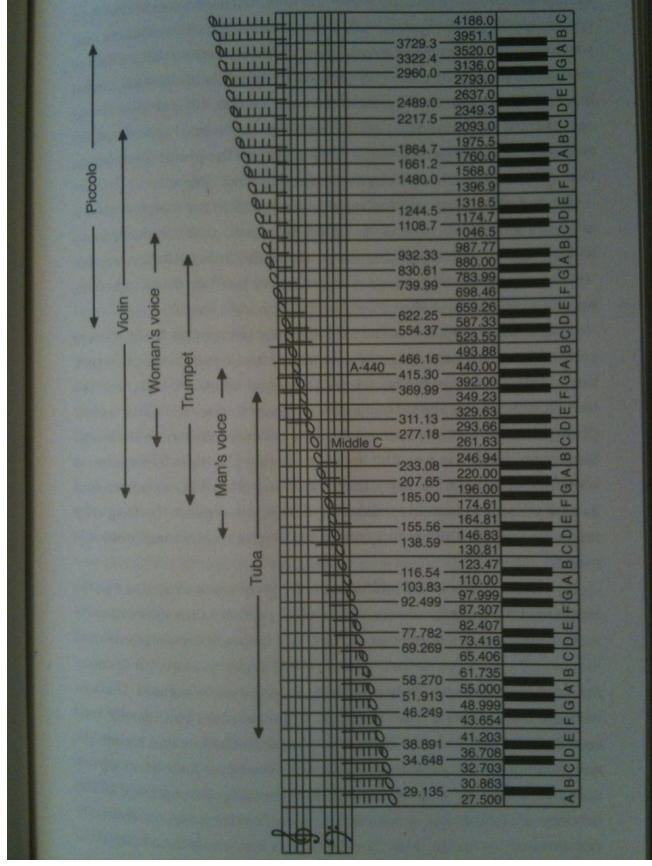 Piccolo
Violin
Woman's voice
Trumpet
Man's voice
Tuba
4186.0 C
3951.1 B
3729.3
3520.0 A
3322.4
3136.0 G
2960.0
2793.0 F
2637.0 E
2489.0
2349.3 D
2217.5
2093.0 C
1975.5 B
1864.7
1760.0 A
1661.2
1568.0 G
1480.0
1396.9 F
1318.5 E
1244.5
1174.7 D
1108.7
1046.5 C
987.77 B
932.33
880.00 A
830.61
783.99 G
739.99
698.46 F
659.26 E
622.25
587.33 D
554.37
523.55 C
493.88 B
466.16
A-440 440.00 A
415.30
392.00 G
369.99
349.23 F
329.63 E
311.13
293.66 D
277.18
Middle C 261.63 C
246.94 B
233.08
220.00 A
207.65
196.00 G
185.00
174.61 F
164.81 E
155.56
146.83 D
138.59
130.81 C
123.47 B
116.54
110.00 A
103.83
97.999 G
92.499
87.307 F
82.407 E
77.782
73.416 D
69.269
65.406 C
61.735 B
58.270
55.000 A
51.913
48.999 G
46.249
43.654 F
41.203 E
38.891
36.708 D
34.648
32.703 C
30.863 B
29.135
27.500 A